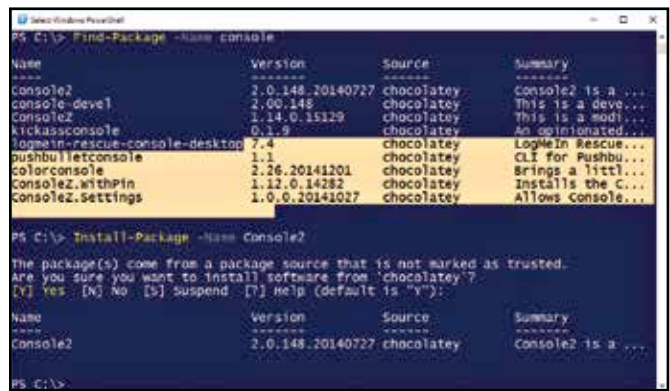 Select Windows PowerShell
PS C:\> Find-Package -Name console
Name Version Source Summary
---- ------- ------ -------
Console2 2.0.148.20140727 chocolatey Console2 is a ...
console-devel 2.00.148 chocolatey This is a deve...
ConsoleZ 1.14.0.15129 chocolatey This is a modi...
kickassconsole 0.1.9 chocolatey An opinionated...
logmein-rescue-console-desktop 7.4 chocolatey LogMeIn Rescue...
pushbulletconsole 1.1 chocolatey CLI for Pushbu...
colorconsole 2.26.20141201 chocolatey Brings a littl...
ConsoleZ.WithPin 1.12.0.14282 chocolatey Installs the C...
ConsoleZ.Settings 1.0.0.20141027 chocolatey Allows Console...
PS C:\> Install-Package -Name Console2
The package(s) come from a package source that is not marked as trusted.
Are you sure you want to install software from 'chocolatey'?
[Y] Yes [N] No [S] Suspend [?] Help (default is "Y"):
Name Version Source Summary
---- ------- ------ -------
Console2 2.0.148.20140727 chocolatey Console2 is a ...
PS C:\>